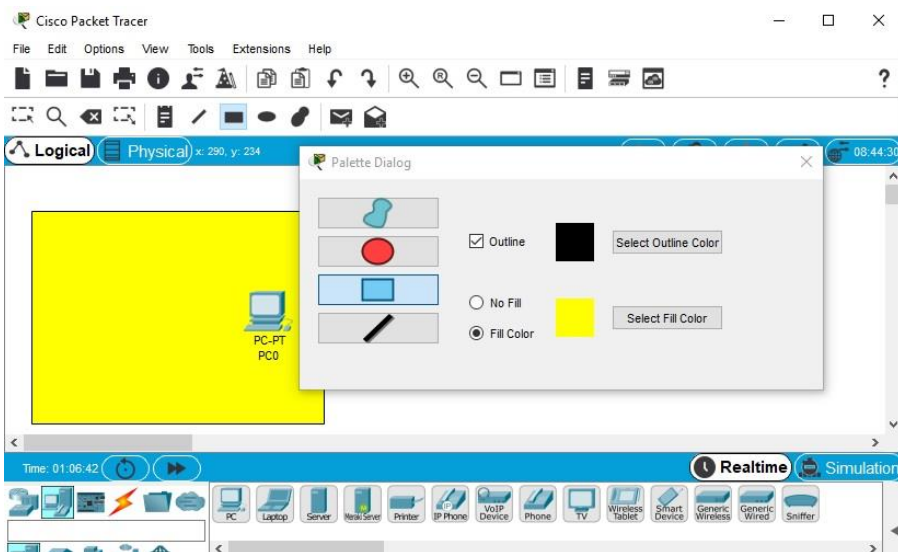 Cisco Packet Tracer
File Edit Options View Tools Extensions Help
?
Logical Physical x: 290, y: 234 08:44:30
Palette Dialog
Outline Select Outline Color
No Fill
Fill Color Select Fill Color
PC-PT
PC0
Time: 01:06:42 Realtime Simulation
PC Laptop Server Meraki Server Printer IP Phone VoIP Device Phone TV Wireless Tablet Smart Device Generic Wireless Generic Wired Sniffer